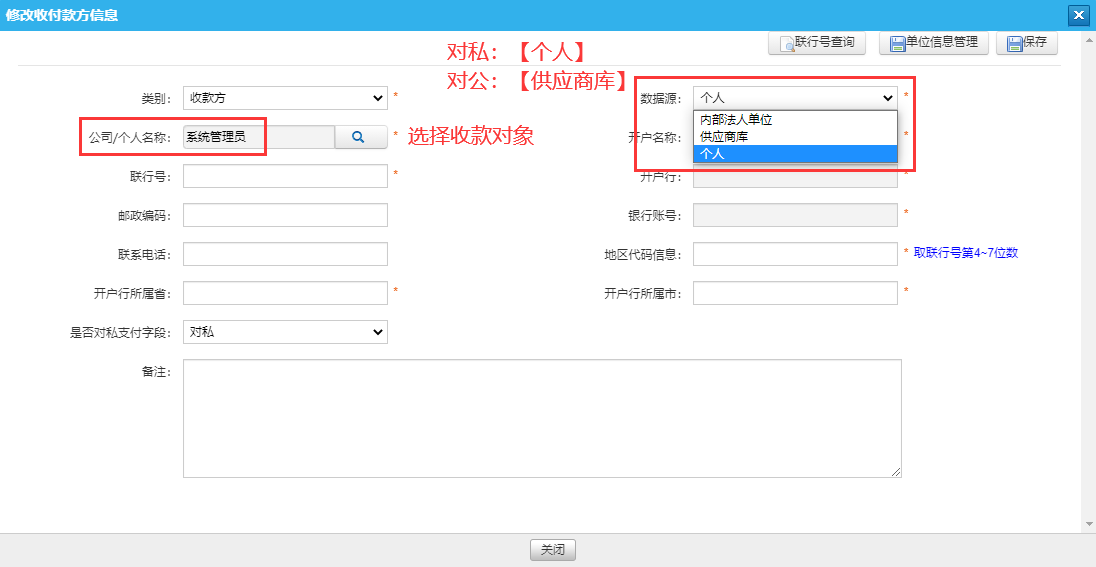 修改收付款方信息
联行号查询 单位信息管理 保存
对私：【个人】
对公：【供应商库】
类别: 收款方 * 数据源: 个人 *
内部法人单位
供应商库
个人
公司/个人名称: 系统管理员 * 选择收款对象 开户名称: *
联行号: * 开户行: *
邮政编码: 银行账号: *
联系电话: 地区代码信息: * 取联行号第4~7位数
开户行所属省: * 开户行所属市: *
是否对私支付字段: 对私
备注:
关闭